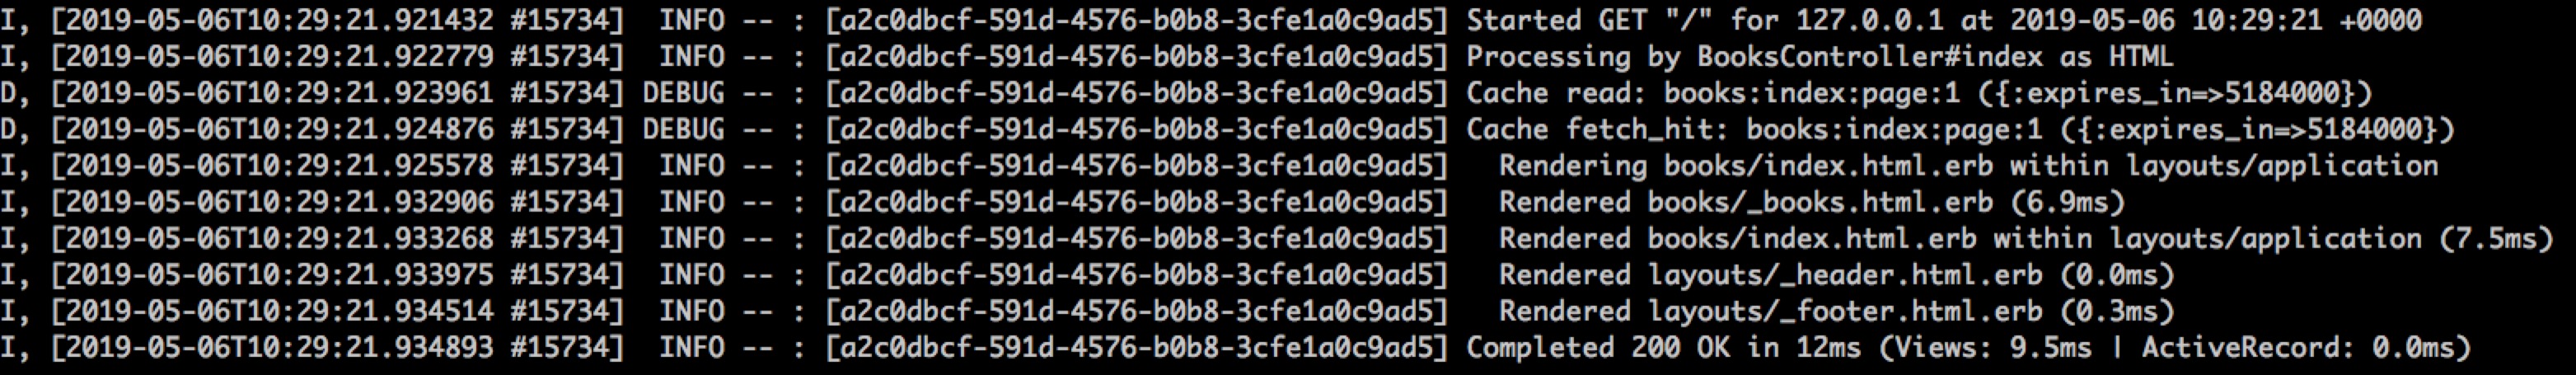 I, [2019-05-06T10:29:21.921432 #15734]  INFO -- : [a2c0dbcf-591d-4576-b0b8-3cfe1a0c9ad5] Started GET "/" for 127.0.0.1 at 2019-05-06 10:29:21 +0000
I, [2019-05-06T10:29:21.922779 #15734]  INFO -- : [a2c0dbcf-591d-4576-b0b8-3cfe1a0c9ad5] Processing by BooksController#index as HTML
D, [2019-05-06T10:29:21.923961 #15734] DEBUG -- : [a2c0dbcf-591d-4576-b0b8-3cfe1a0c9ad5] Cache read: books:index:page:1 ({:expires_in=>5184000})
D, [2019-05-06T10:29:21.924876 #15734] DEBUG -- : [a2c0dbcf-591d-4576-b0b8-3cfe1a0c9ad5] Cache fetch_hit: books:index:page:1 ({:expires_in=>5184000})
I, [2019-05-06T10:29:21.925578 #15734]  INFO -- : [a2c0dbcf-591d-4576-b0b8-3cfe1a0c9ad5]   Rendering books/index.html.erb within layouts/application
I, [2019-05-06T10:29:21.932906 #15734]  INFO -- : [a2c0dbcf-591d-4576-b0b8-3cfe1a0c9ad5]   Rendered books/_books.html.erb (6.9ms)
I, [2019-05-06T10:29:21.933268 #15734]  INFO -- : [a2c0dbcf-591d-4576-b0b8-3cfe1a0c9ad5]   Rendered books/index.html.erb within layouts/application (7.5ms)
I, [2019-05-06T10:29:21.933975 #15734]  INFO -- : [a2c0dbcf-591d-4576-b0b8-3cfe1a0c9ad5]   Rendered layouts/_header.html.erb (0.0ms)
I, [2019-05-06T10:29:21.934514 #15734]  INFO -- : [a2c0dbcf-591d-4576-b0b8-3cfe1a0c9ad5]   Rendered layouts/_footer.html.erb (0.3ms)
I, [2019-05-06T10:29:21.934893 #15734]  INFO -- : [a2c0dbcf-591d-4576-b0b8-3cfe1a0c9ad5] Completed 200 OK in 12ms (Views: 9.5ms | ActiveRecord: 0.0ms)